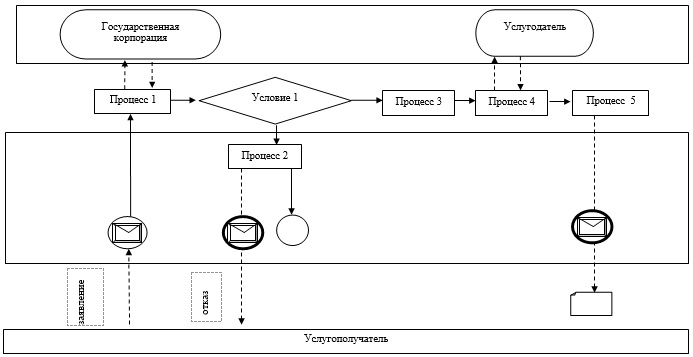 Государственная
корпорация
Услугодатель
Процесс 1
Условие 1
Процесс 3
Процесс 4
Процесс 5
Процесс 2
заявление
отказ
Услугополучатель